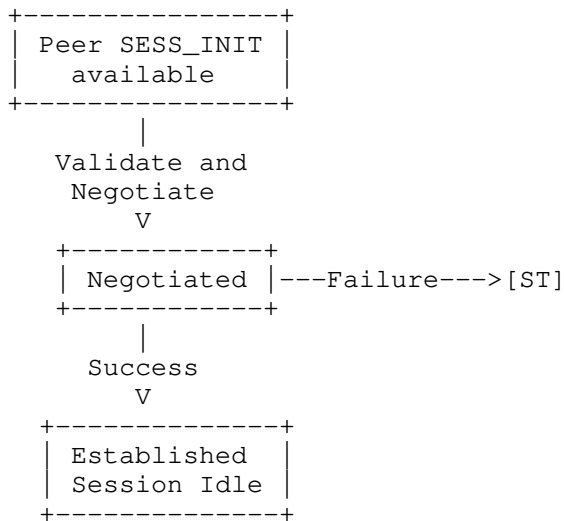 Peer SESS_INIT
available
Validate and
Negotiate
V
Negotiated ---Failure--->[ST]
Success
V
Established
Session Idle